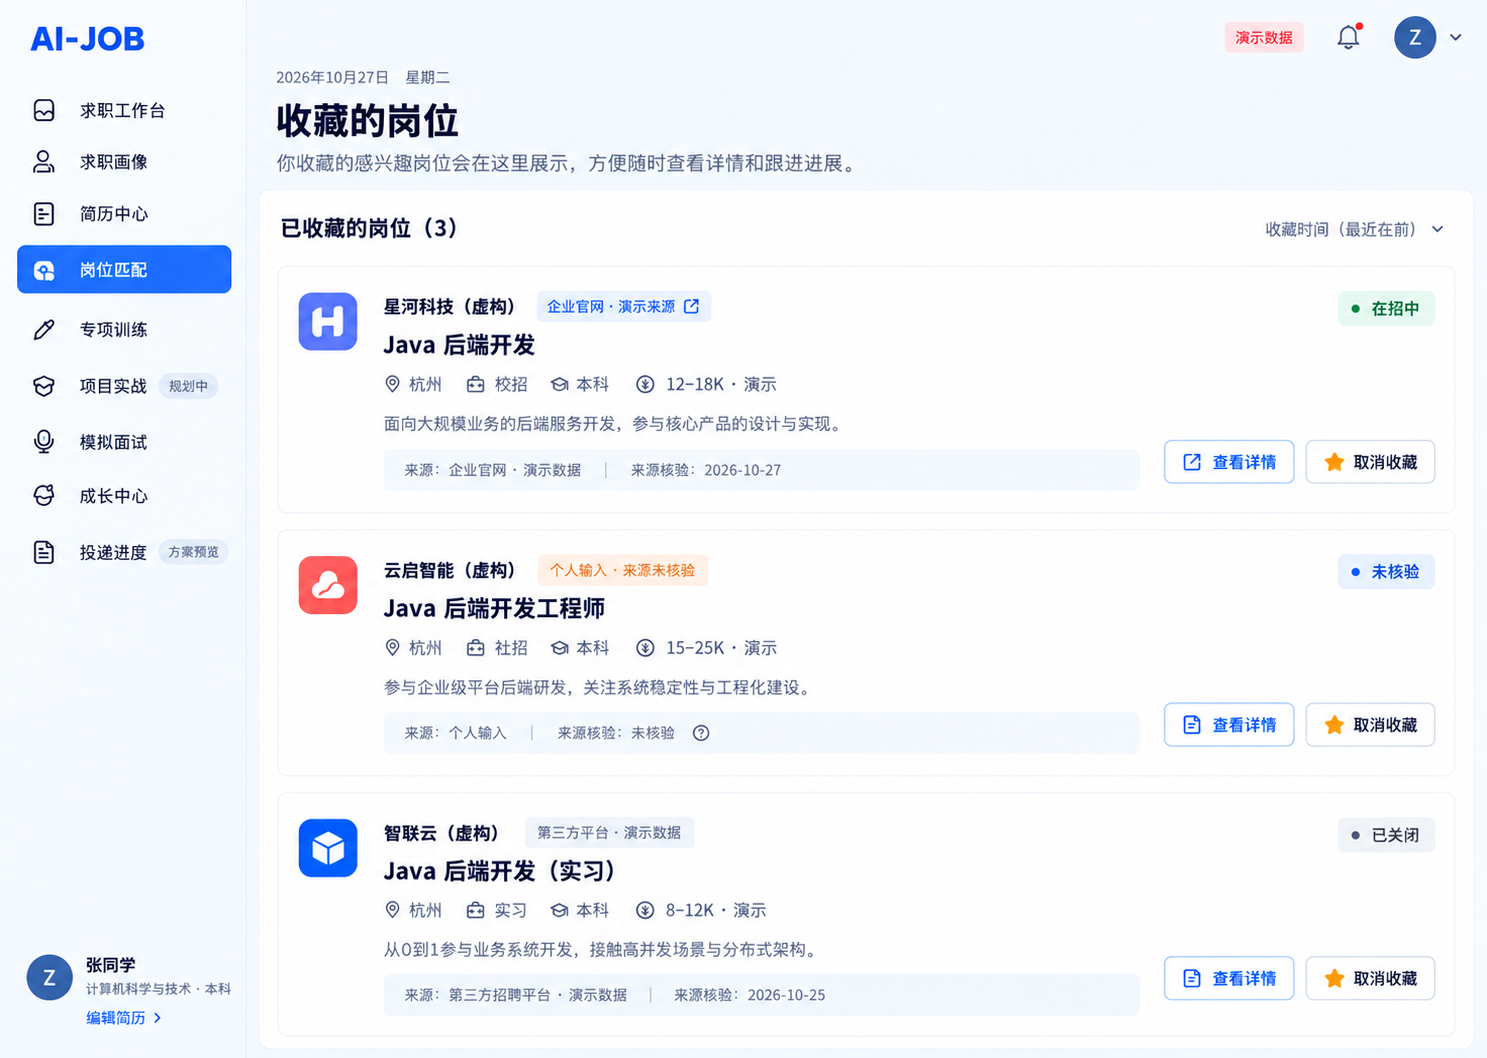 AI-JOB
求职工作台
求职画像
简历中心
岗位匹配
专项训练
项目实战 规划中
模拟面试
成长中心
投递进度 方案预览
Z
张同学
计算机科学与技术 · 本科
编辑简历
演示数据
Z
2026年10月27日 星期二
收藏的岗位
你收藏的感兴趣岗位会在这里展示，方便随时查看详情和跟进进展。
已收藏的岗位（3）
收藏时间（最近在前）
星河科技（虚构） 企业官网 · 演示来源
在招中
Java 后端开发
杭州 校招 本科 12-18K · 演示
面向大规模业务的后端服务开发，参与核心产品的设计与实现。
来源：企业官网 · 演示数据 | 来源核验：2026-10-27
查看详情 取消收藏
云启智能（虚构） 个人输入 · 来源未核验
未核验
Java 后端开发工程师
杭州 社招 本科 15-25K · 演示
参与企业级平台后端研发，关注系统稳定性与工程化建设。
来源：个人输入 | 来源核验：未核验 ?
查看详情 取消收藏
智联云（虚构） 第三方平台 · 演示数据
已关闭
Java 后端开发（实习）
杭州 实习 本科 8-12K · 演示
从0到1参与业务系统开发，接触高并发场景与分布式架构。
来源：第三方招聘平台 · 演示数据 | 来源核验：2026-10-25
查看详情 取消收藏